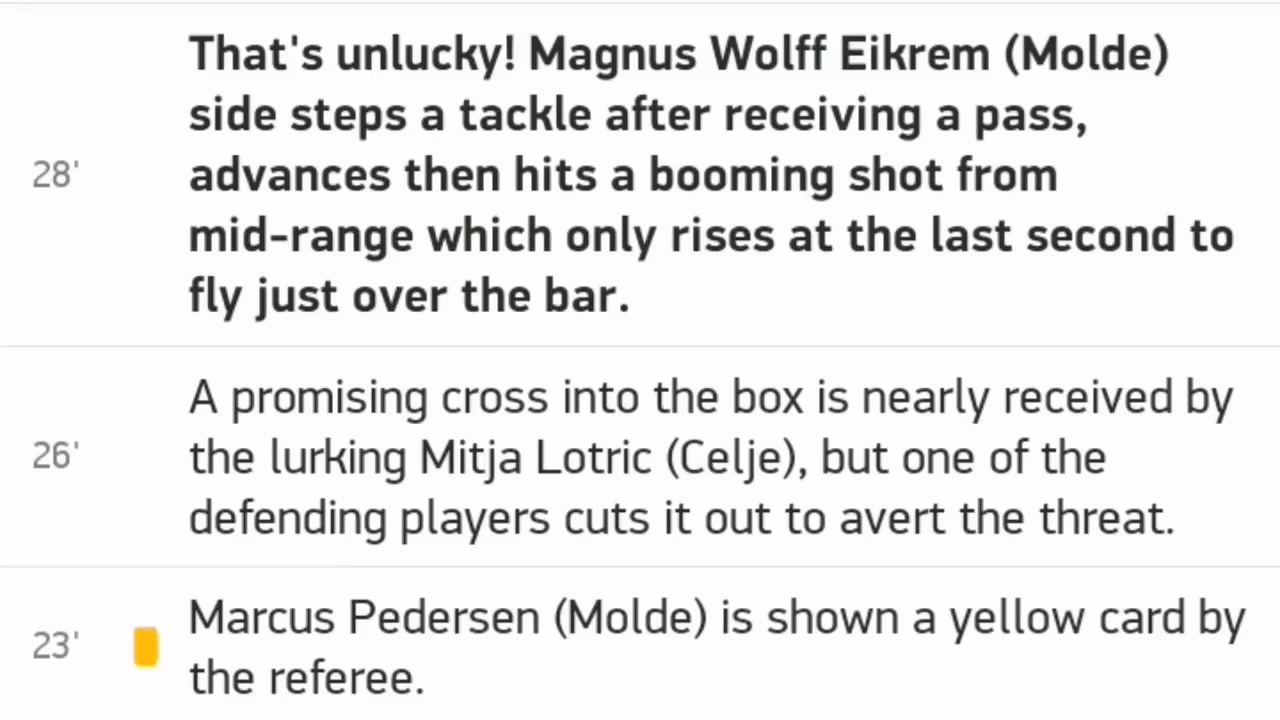 That's unlucky! Magnus Wolff Eikrem (Molde)
side steps a tackle after receiving a pass,
28'
advances then hits a booming shot from
mid-range which only rises at the last second to
fly just over the bar.
A promising cross into the box is nearly received by
26'
the lurking Mitja Lotric (Celje), but one of the
defending players cuts it out to avert the threat.
23'
Marcus Pedersen (Molde) is shown a yellow card by
the referee.